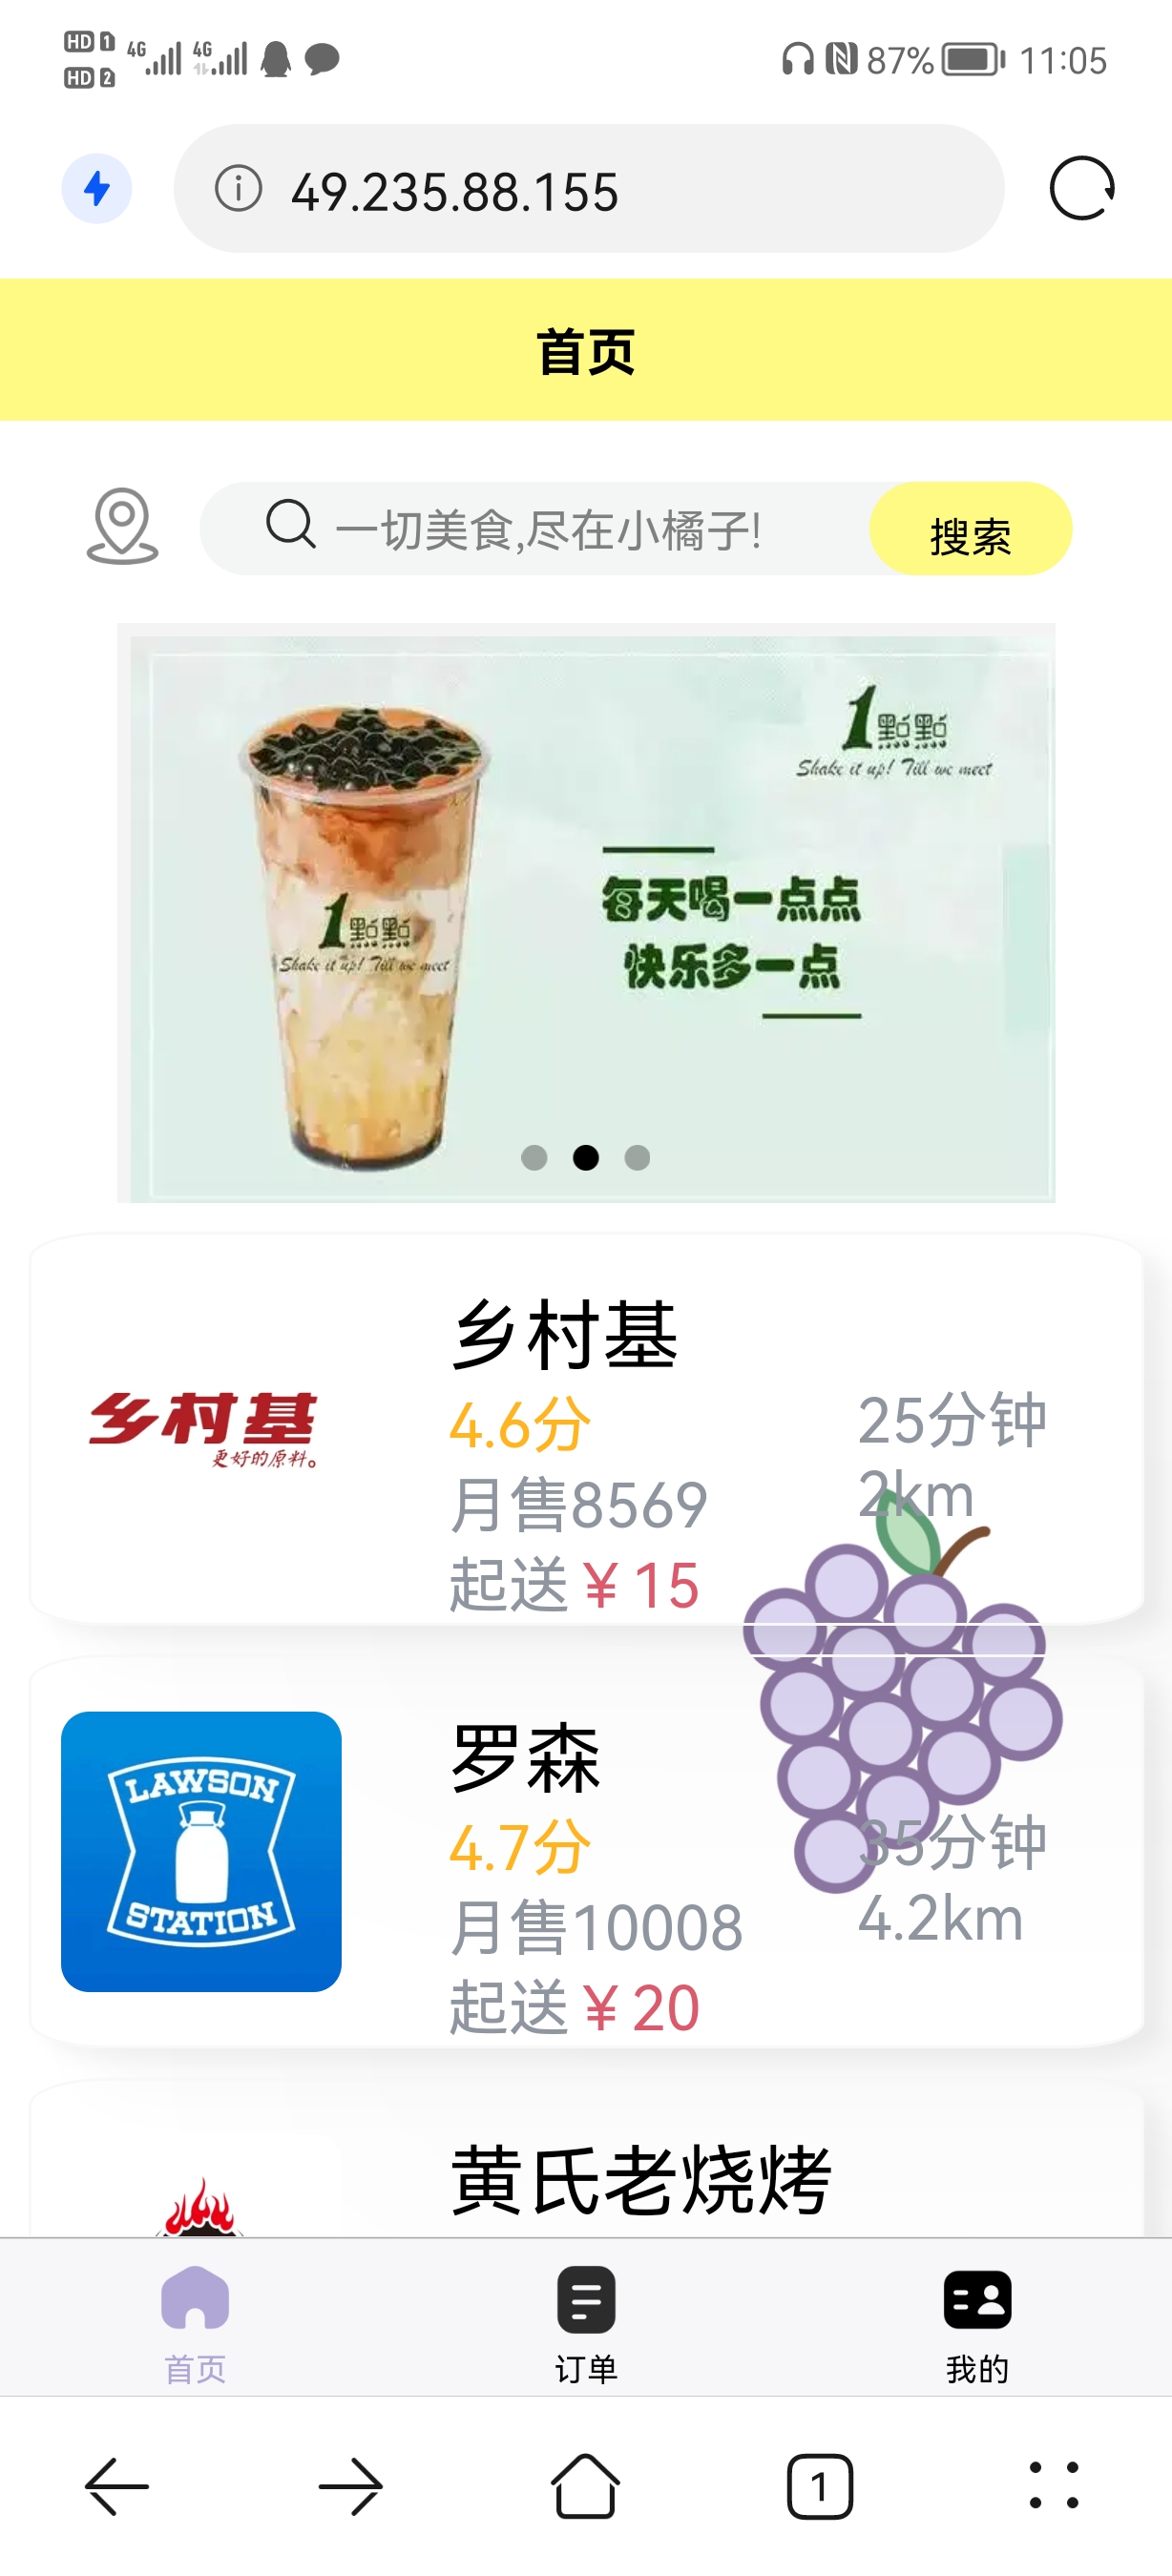 HD 1 4G 4G 87% 11:05
HD 2
49.235.88.155
首页
一切美食,尽在小橘子! 搜索
1點點
Shake it up! Till we meet
每天喝一点点
快乐多一点
1點點
Shake it up! Till we meet
乡村基
乡村基
更好的原料。
4.6分
25分钟
月售8569
2km
起送￥15
LAWSON
STATION
罗森
4.7分
35分钟
月售10008
4.2km
起送￥20
黄氏老烧烤
首页 订单 我的
1